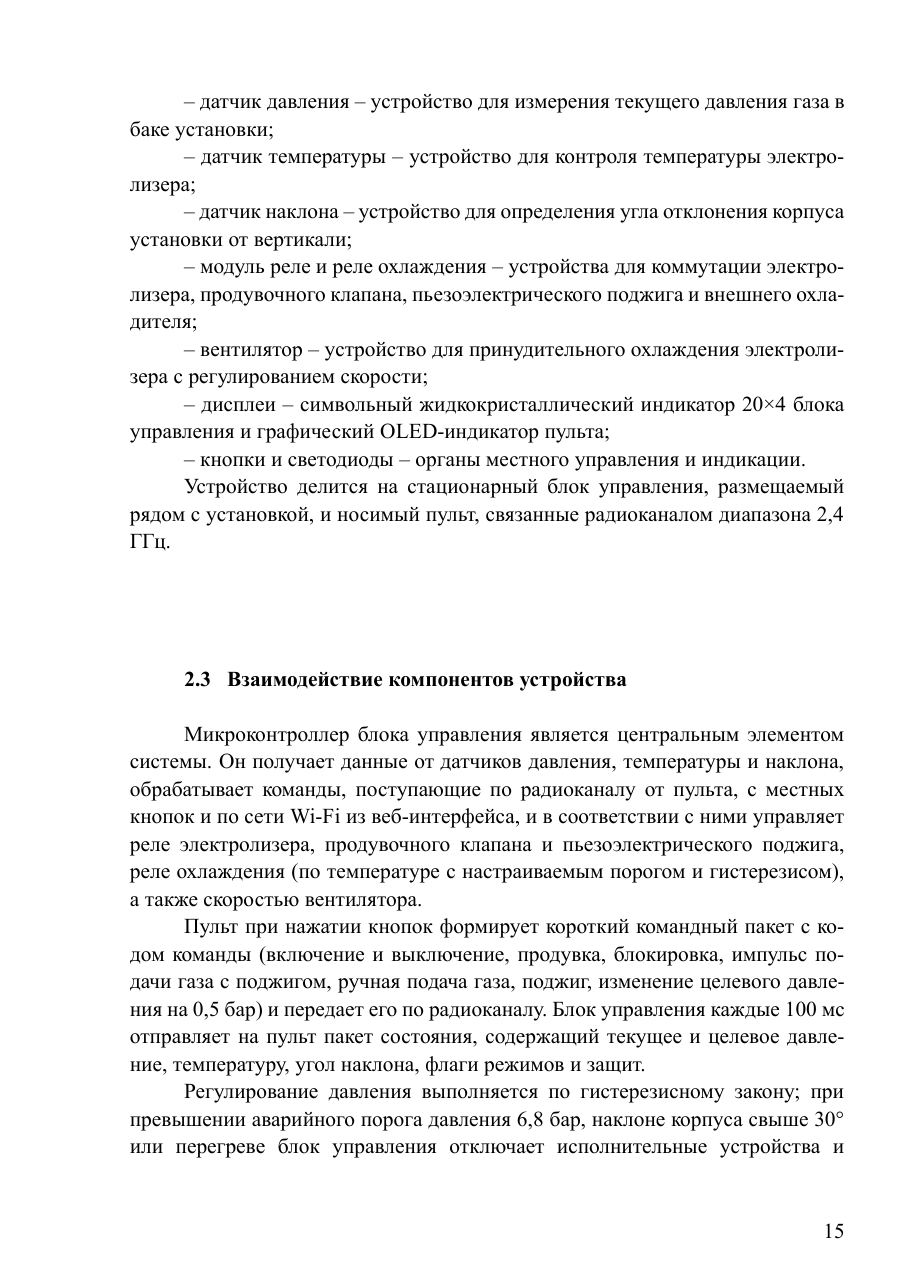 – датчик давления – устройство для измерения текущего давления газа в
баке установки;
– датчик температуры – устройство для контроля температуры электро-
лизера;
– датчик наклона – устройство для определения угла отклонения корпуса
установки от вертикали;
– модуль реле и реле охлаждения – устройства для коммутации электро-
лизера, продувочного клапана, пьезоэлектрического поджига и внешнего охла-
дителя;
– вентилятор – устройство для принудительного охлаждения электроли-
зера с регулированием скорости;
– дисплеи – символьный жидкокристаллический индикатор 20×4 блока
управления и графический OLED-индикатор пульта;
– кнопки и светодиоды – органы местного управления и индикации.
Устройство делится на стационарный блок управления, размещаемый
рядом с установкой, и носимый пульт, связанные радиоканалом диапазона 2,4
ГГц.
2.3 Взаимодействие компонентов устройства
Микроконтроллер блока управления является центральным элементом
системы. Он получает данные от датчиков давления, температуры и наклона,
обрабатывает команды, поступающие по радиоканалу от пульта, с местных
кнопок и по сети Wi-Fi из веб-интерфейса, и в соответствии с ними управляет
реле электролизера, продувочного клапана и пьезоэлектрического поджига,
реле охлаждения (по температуре с настраиваемым порогом и гистерезисом),
а также скоростью вентилятора.
Пульт при нажатии кнопок формирует короткий командный пакет с ко-
дом команды (включение и выключение, продувка, блокировка, импульс по-
дачи газа с поджигом, ручная подача газа, поджиг, изменение целевого давле-
ния на 0,5 бар) и передает его по радиоканалу. Блок управления каждые 100 мс
отправляет на пульт пакет состояния, содержащий текущее и целевое давле-
ние, температуру, угол наклона, флаги режимов и защит.
Регулирование давления выполняется по гистерезисному закону; при
превышении аварийного порога давления 6,8 бар, наклоне корпуса свыше 30°
или перегреве блок управления отключает исполнительные устройства и
15